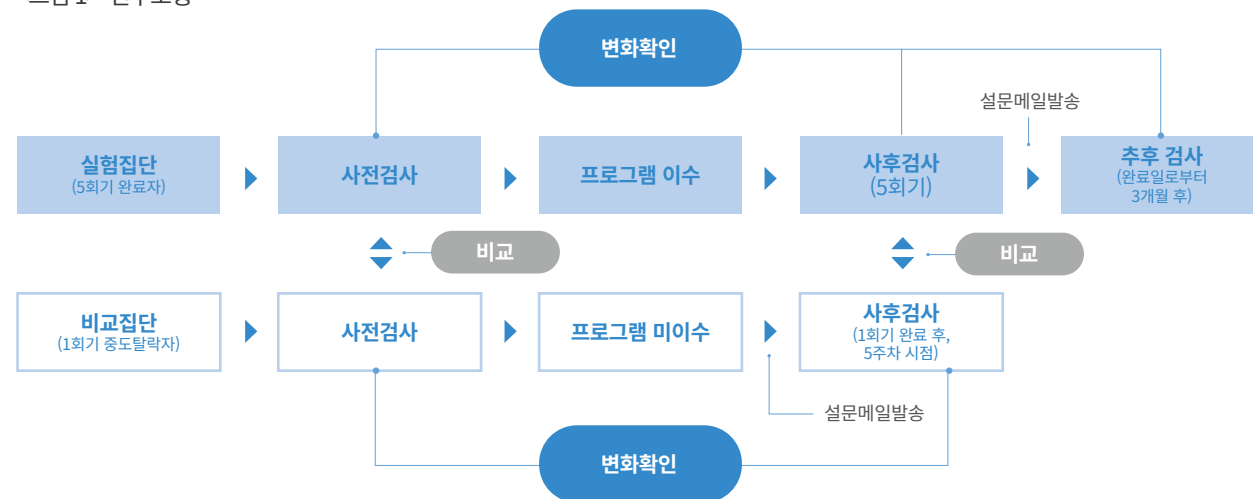 변화확인
설문메일발송
실험집단
(5회기 완료자)
사전검사
프로그램 이수
사후검사
(5회기)
추후 검사
(완료일로부터
3개월 후)
비교
비교
비교집단
(1회기 중도탈락자)
사전검사
프로그램 미이수
사후검사
(1회기 완료 후,
5주차 시점)
설문메일발송
변화확인